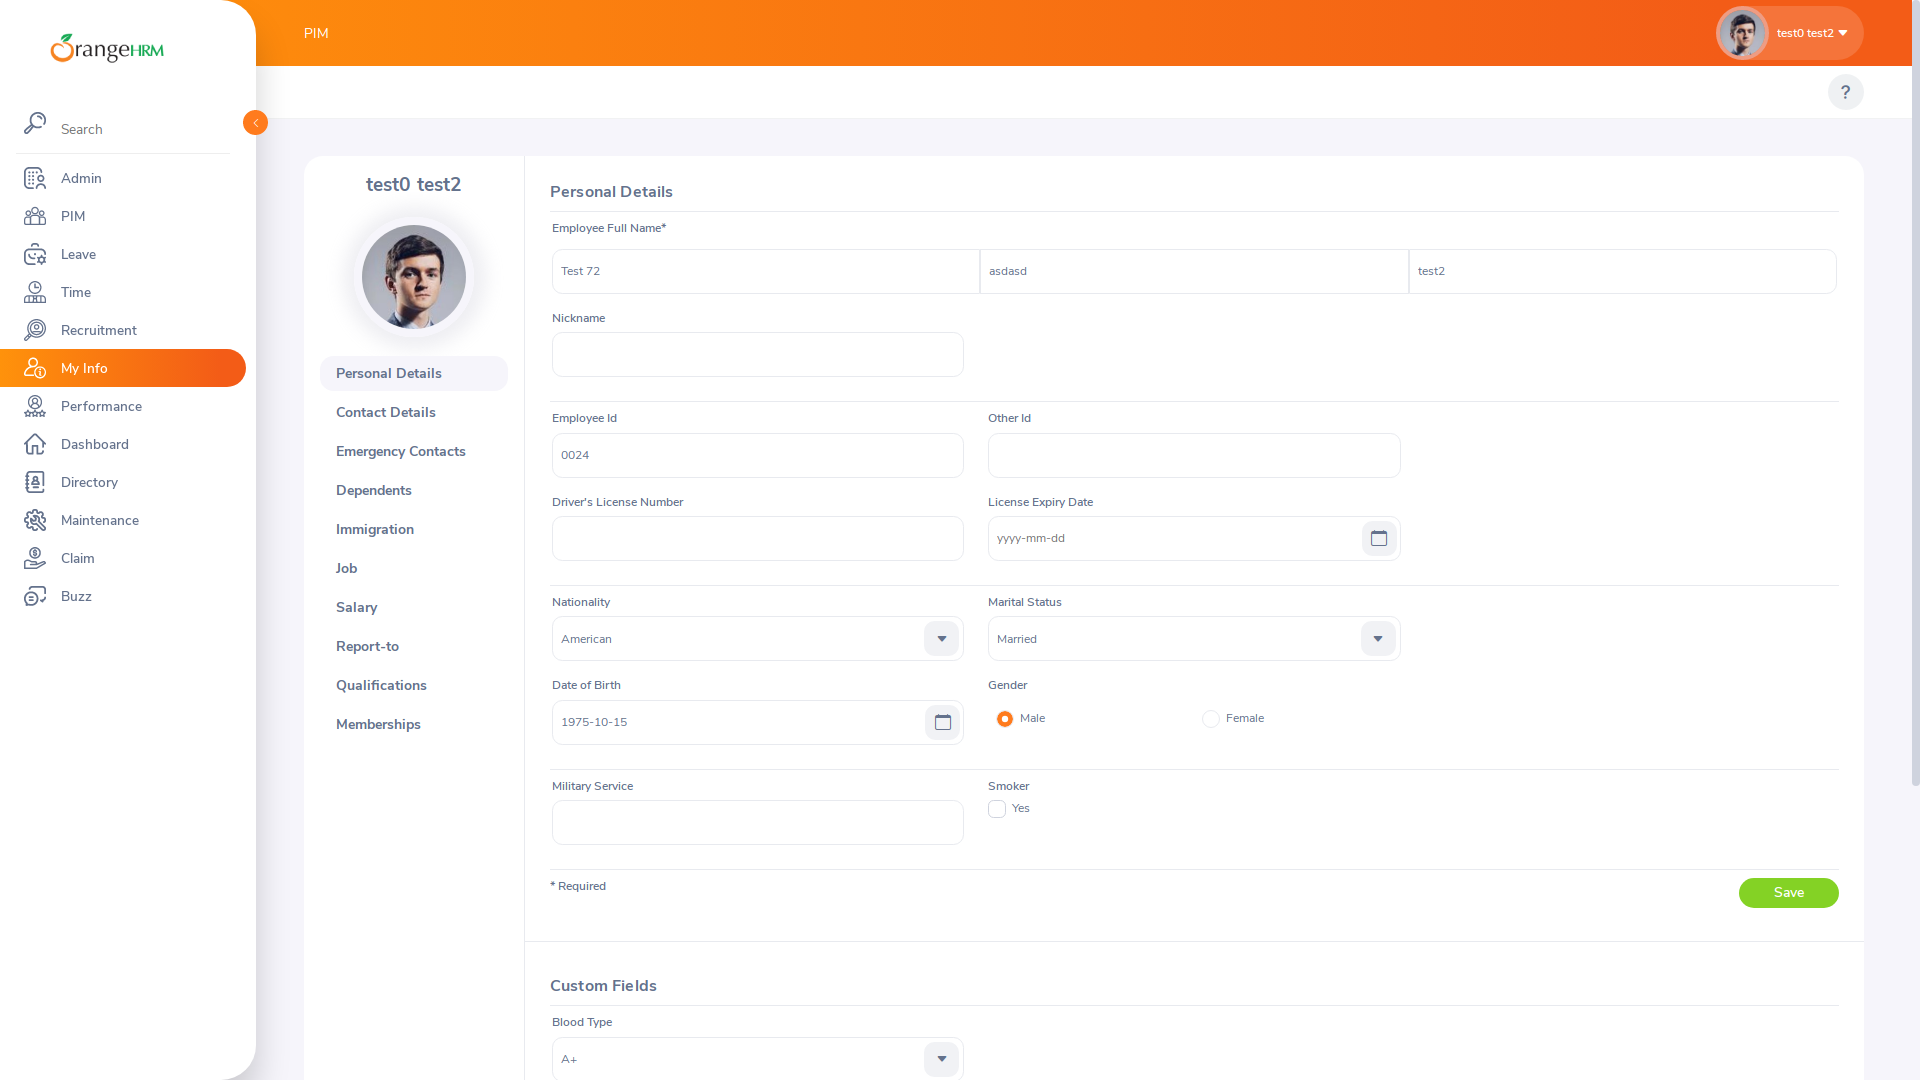 OrangeHRM
PIM
test0 test2
?
Search
Admin
PIM
Leave
Time
Recruitment
My Info
Performance
Dashboard
Directory
Maintenance
Claim
Buzz
test0 test2
Personal Details
Contact Details
Emergency Contacts
Dependents
Immigration
Job
Salary
Report-to
Qualifications
Memberships
Personal Details
Employee Full Name*
Test 72 asdasd test2
Nickname
Employee Id Other Id
0024
Driver's License Number License Expiry Date
yyyy-mm-dd
Nationality Marital Status
American Married
Date of Birth Gender
1975-10-15 Male Female
Military Service Smoker
Yes
* Required Save
Custom Fields
Blood Type
A+